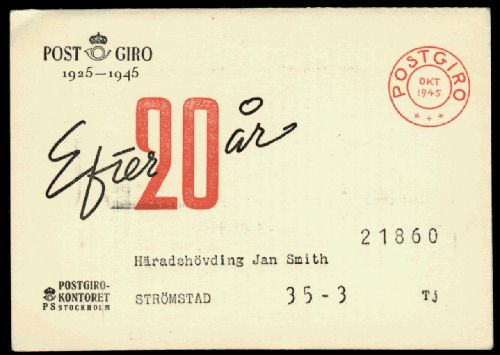 POST GIRO
1925-1945
POSTGIRO
OKT
1945
Efter 20 år
21860
Häradshövding Jan Smith
POSTGIRO-
KONTORET
PS STOCKHOLM
STRÖMSTAD 35-3 Tj